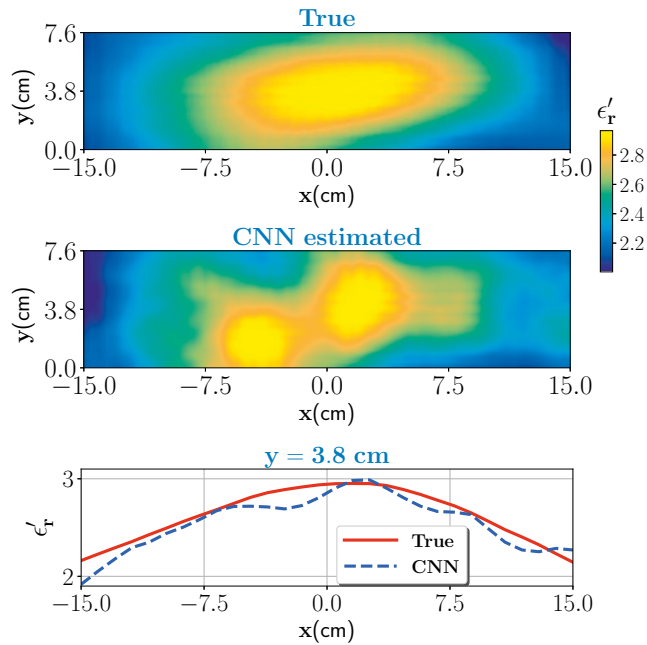 True
7.6
3.8
0.0
y(cm)
−15.0 −7.5 0.0 7.5 15.0
x(cm)
ϵ′r
2.8
2.6
2.4
2.2
CNN estimated
7.6
3.8
0.0
y(cm)
−15.0 −7.5 0.0 7.5 15.0
x(cm)
y = 3.8 cm
3
2
ϵ′r
True
CNN
−15.0 −7.5 0.0 7.5 15.0
x(cm)